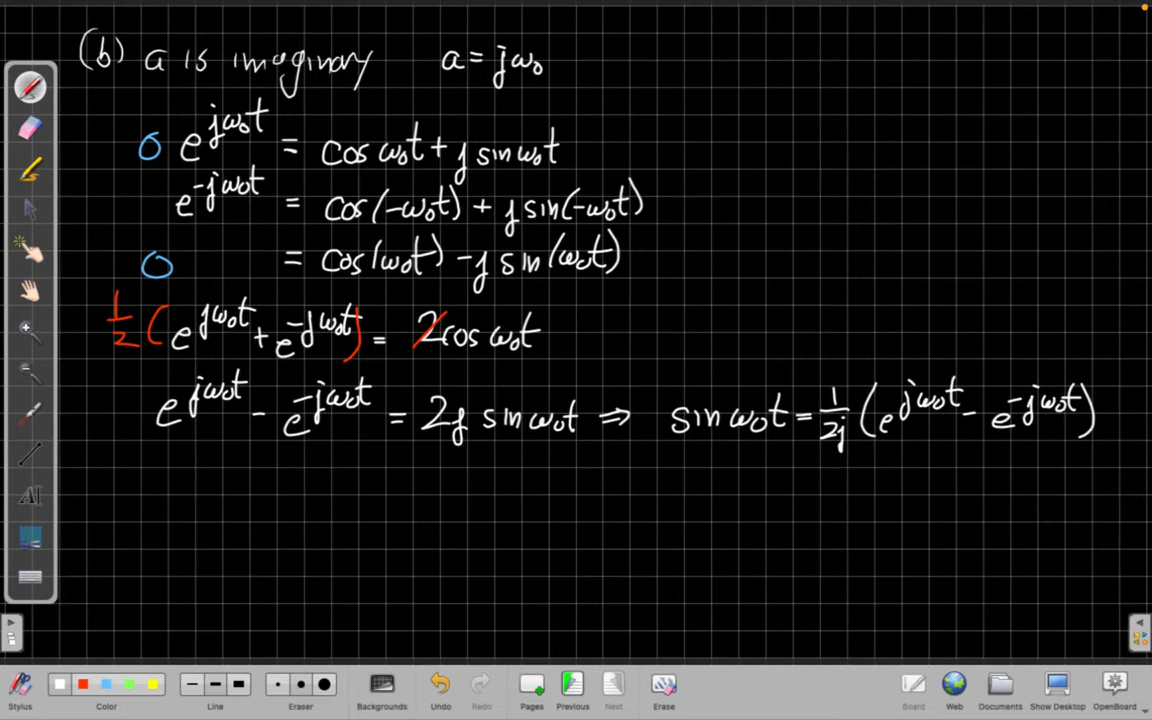 (b) a is imaginary a = jω₀
e^{jω₀t} = cos ω₀t + j sin ω₀t
e^{-jω₀t} = cos(-ω₀t) + j sin(-ω₀t)
= cos(ω₀t) - j sin(ω₀t)
1/2 (e^{jω₀t} + e^{-jω₀t}) = 2cos ω₀t
e^{jω₀t} - e^{-jω₀t} = 2j sin ω₀t ⇒ sin ω₀t = 1/2j (e^{jω₀t} - e^{-jω₀t})
AI
Stylus Color Line Eraser Backgrounds Undo Redo Pages Previous Next Erase Board Web Documents Show Desktop OpenBoard